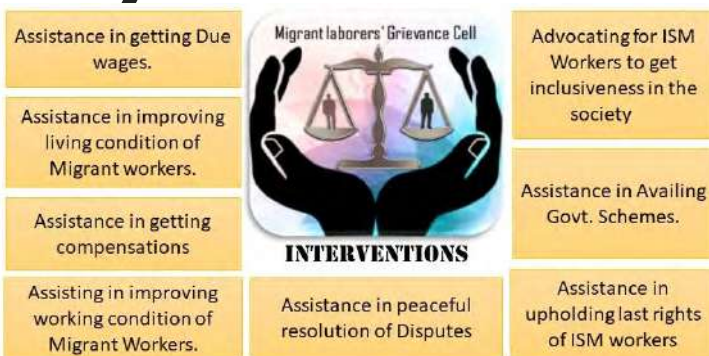 Assistance in getting Due
wages.
Assistance in improving
living condition of
Migrant workers.
Assistance in getting
compensations
Assisting in improving
working condition of
Migrant Workers.
Migrant laborers' Grievance Cell
INTERVENTIONS
Assistance in peaceful
resolution of Disputes
Advocating for ISM
Workers to get
inclusiveness in the
society
Assistance in Availing
Govt. Schemes.
Assistance in
upholding last rights
of ISM workers